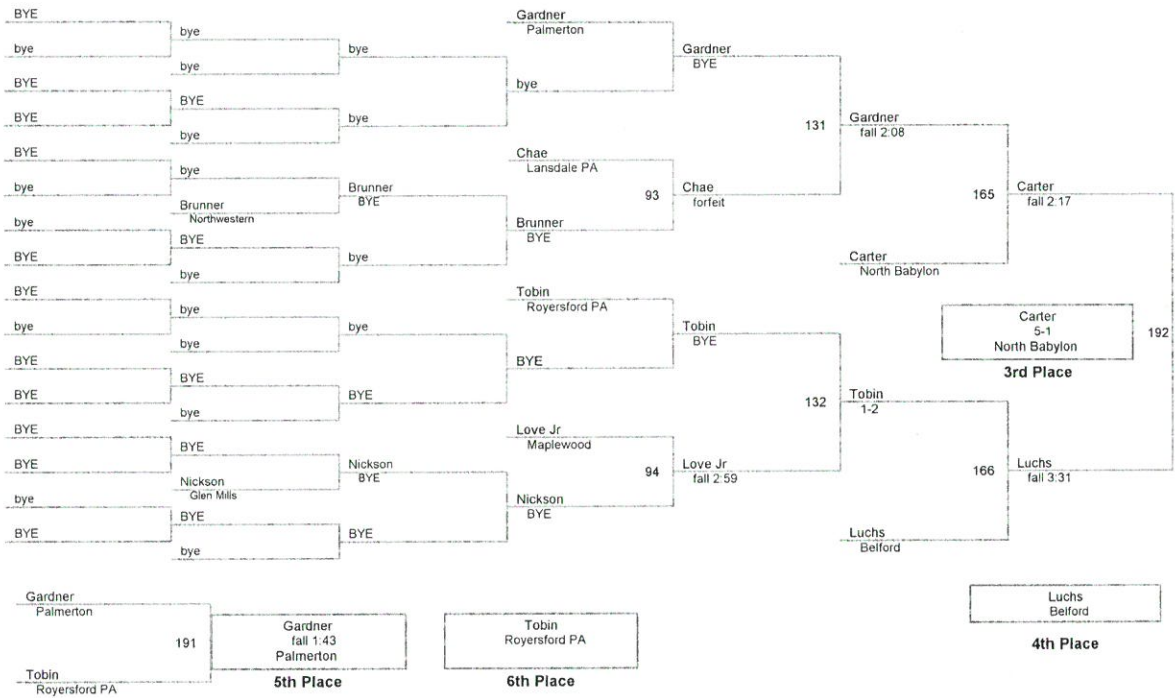 BYE
bye
BYE
BYE
BYE
bye
bye
BYE
BYE
bye
BYE
BYE
BYE
BYE
bye
BYE
bye
bye
BYE
bye
bye
Brunner
Northwestern
BYE
bye
bye
bye
BYE
bye
BYE
Nickson
Glen Mills
BYE
bye
bye
bye
Brunner
BYE
bye
bye
BYE
Nickson
BYE
BYE
Gardner
Palmerton
bye
Chae
Lansdale PA
93
Brunner
BYE
Tobin
Royersford PA
BYE
Love Jr
Maplewood
94
Nickson
BYE
Gardner
BYE
131
Chae
forfeit
Tobin
BYE
132
Love Jr
fall 2:59
Gardner
fall 2:08
165
Carter
North Babylon
Tobin
1-2
166
Luchs
Belford
Carter
fall 2:17
192
Luchs
fall 3:31
Carter
5-1
North Babylon
3rd Place
Luchs
Belford
4th Place
Gardner
Palmerton
191
Tobin
Royersford PA
Gardner
fall 1:43
Palmerton
5th Place
Tobin
Royersford PA
6th Place